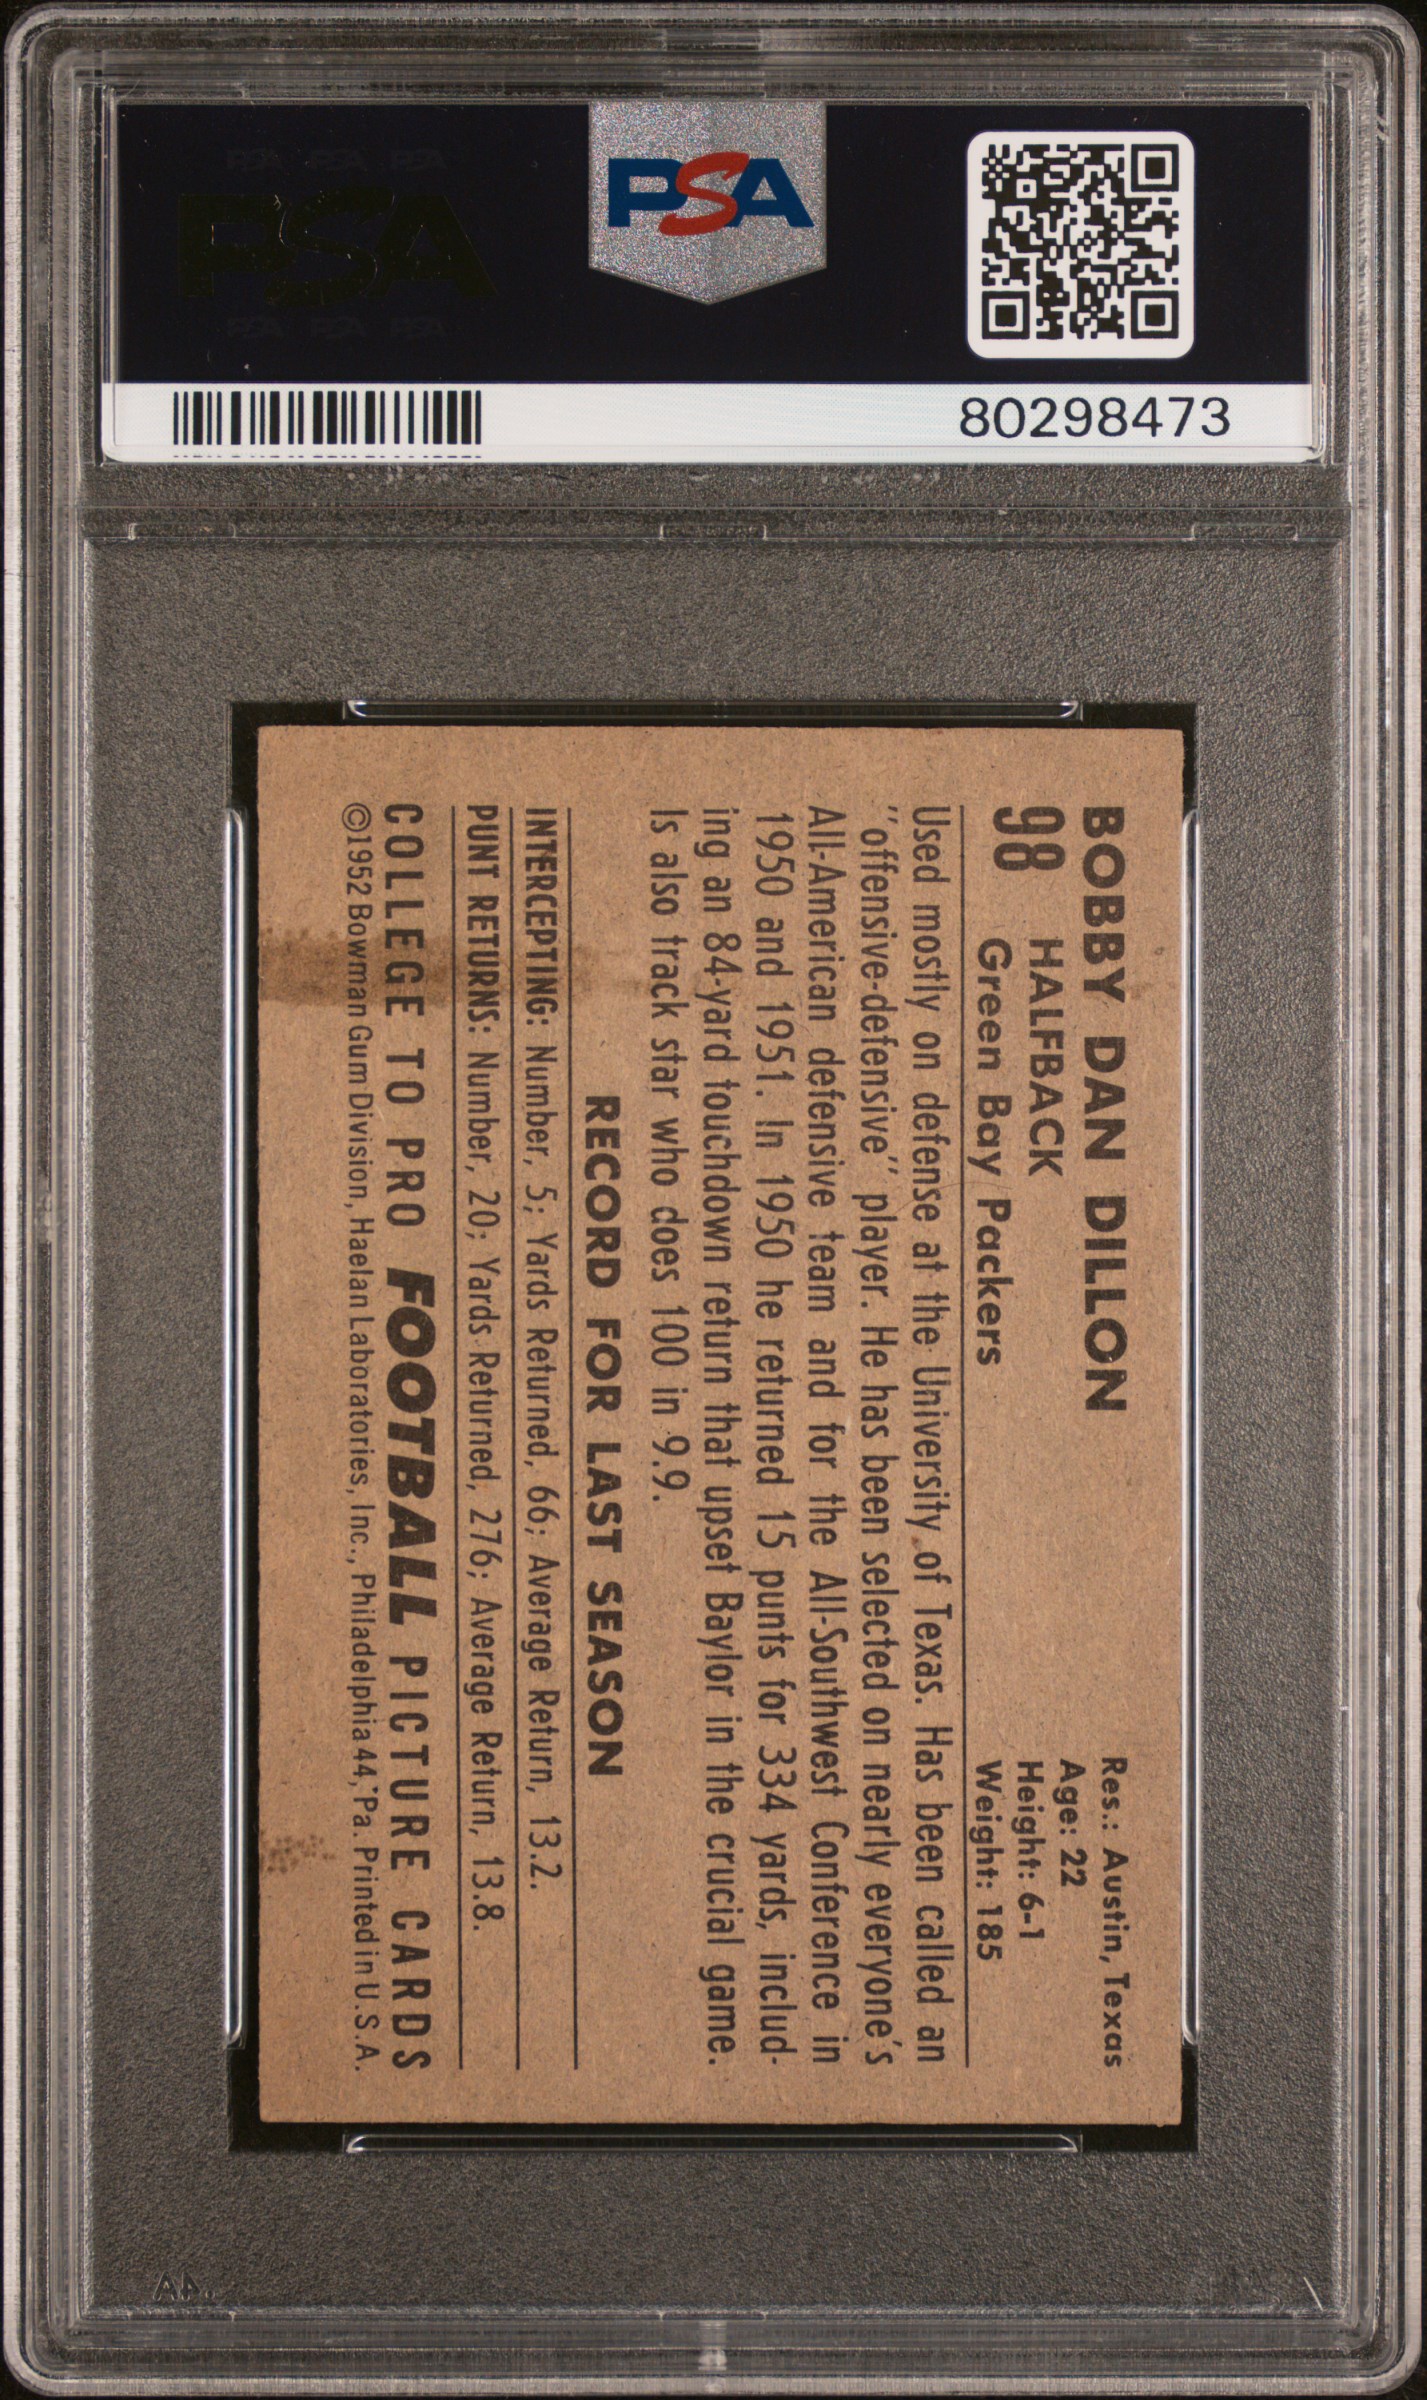 PSA PSA PSA
PSA
PSA PSA PSA
PSA
80298473
BOBBY DAN DILLON
98 HALFBACK
Green Bay Packers
Res.: Austin, Texas
Age: 22
Height: 6-1
Weight: 185
Used mostly on defense at the University of Texas. Has been called an
"offensive-defensive" player. He has been selected on nearly everyone's
All-American defensive team and for the All-Southwest Conference in
1950 and 1951. In 1950 he returned 15 punts for 334 yards, includ-
ing an 84-yard touchdown return that upset Baylor in the crucial game.
Is also track star who does 100 in 9.9.
RECORD FOR LAST SEASON
INTERCEPTING: Number, 5; Yards Returned, 66; Average Return, 13.2.
PUNT RETURNS: Number, 20; Yards Returned, 276; Average Return, 13.8.
COLLEGE TO PRO FOOTBALL PICTURE CARDS
©1952 Bowman Gum Division, Haelan Laboratories, Inc., Philadelphia 44, Pa. Printed in U.S.A.